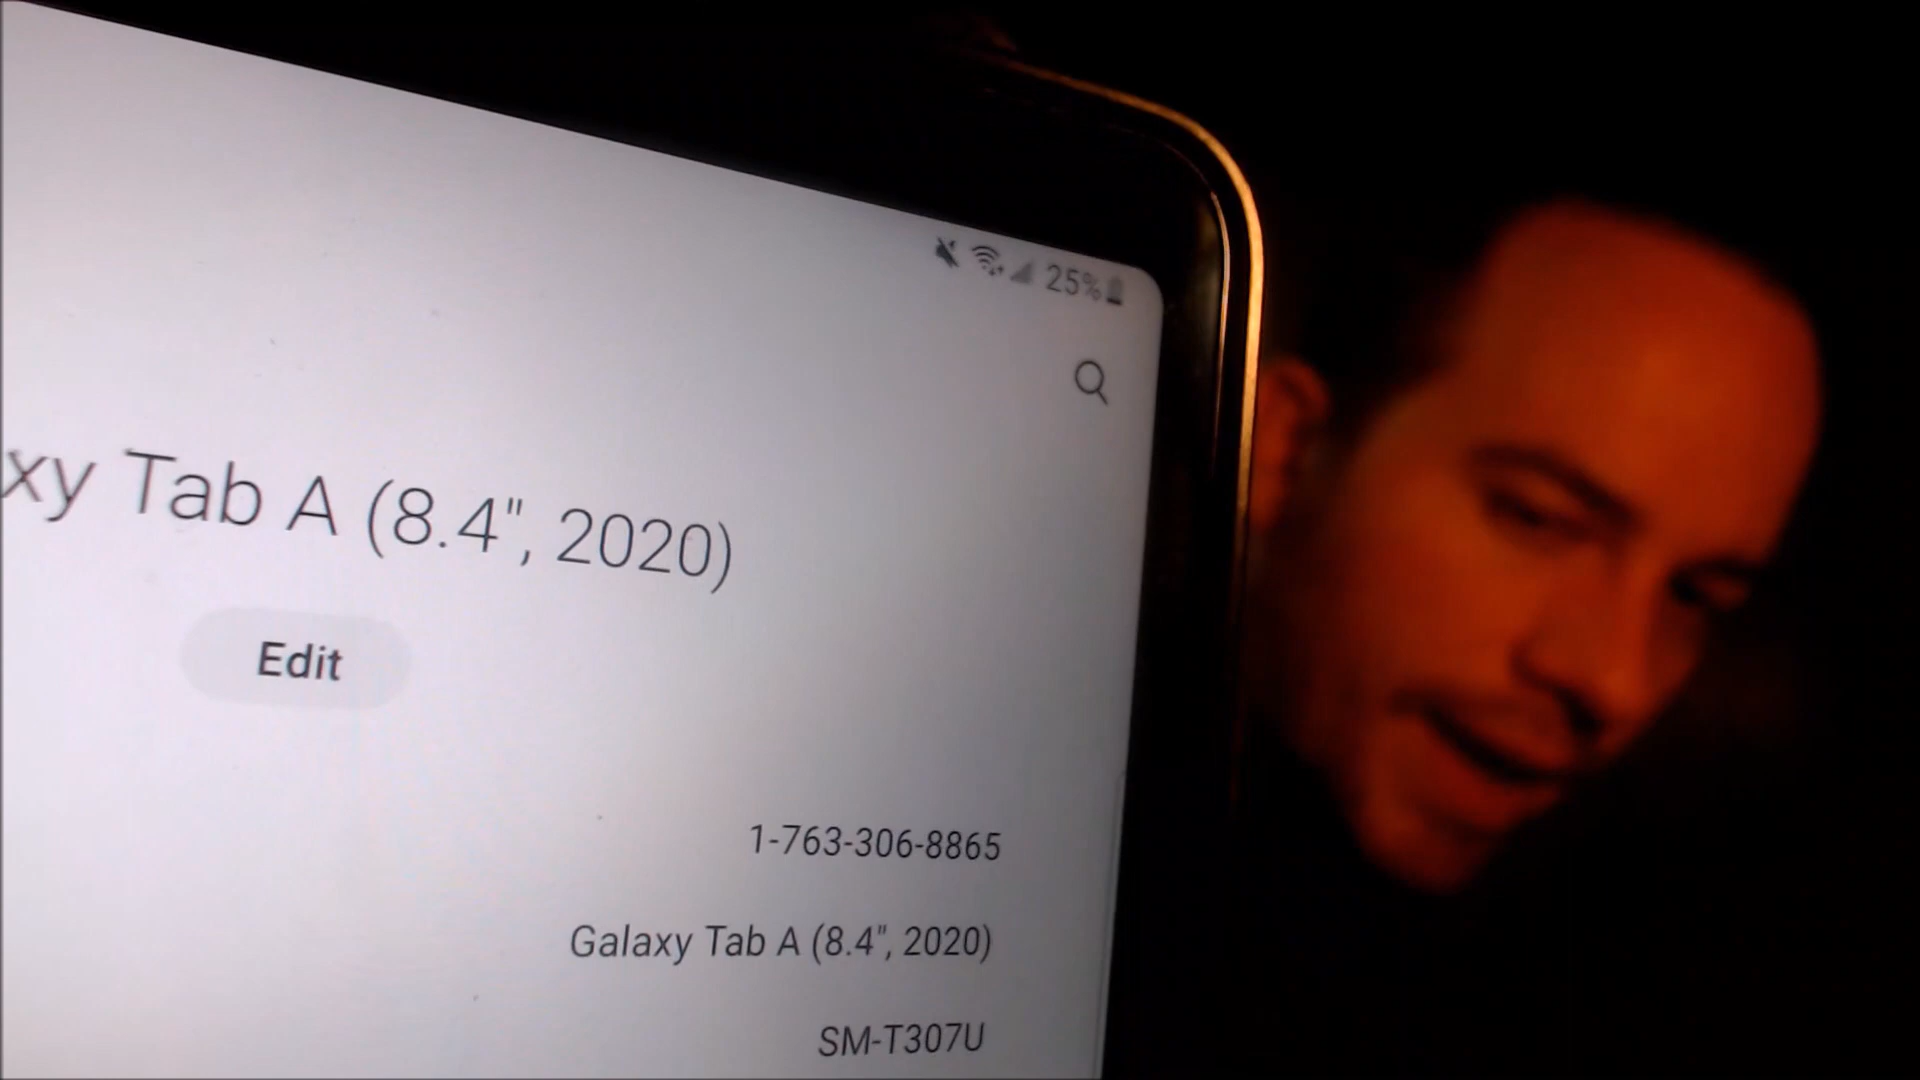 25%
xy Tab A (8.4", 2020)
Edit
1-763-306-8865
Galaxy Tab A (8.4", 2020)
SM-T307U